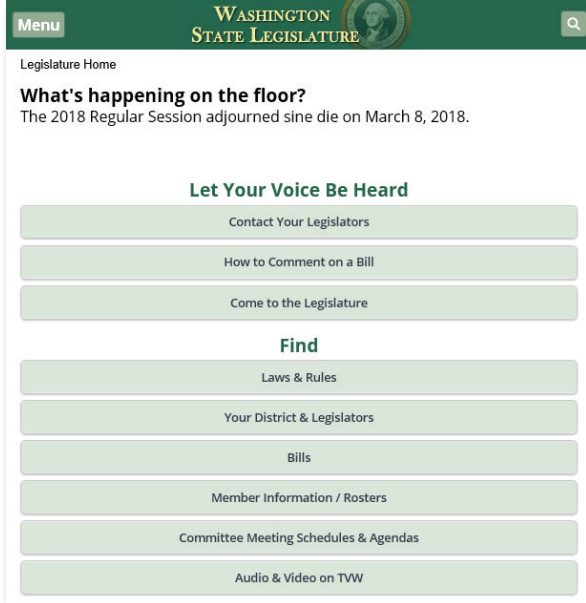 Menu
WASHINGTON
STATE LEGISLATURE
Legislature Home
What's happening on the floor?
The 2018 Regular Session adjourned sine die on March 8, 2018.
Let Your Voice Be Heard
Contact Your Legislators
How to Comment on a Bill
Come to the Legislature
Find
Laws & Rules
Your District & Legislators
Bills
Member Information / Rosters
Committee Meeting Schedules & Agendas
Audio & Video on TVW